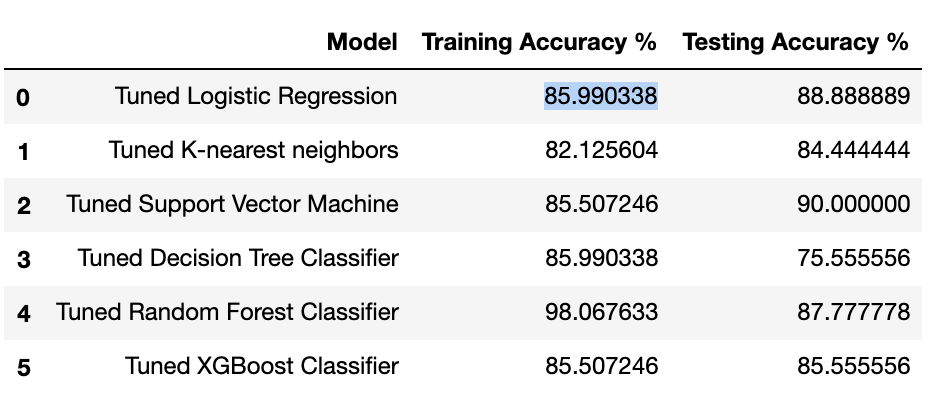 Model Training Accuracy % Testing Accuracy %
0 Tuned Logistic Regression 85.990338 88.888889
1 Tuned K-nearest neighbors 82.125604 84.444444
2 Tuned Support Vector Machine 85.507246 90.000000
3 Tuned Decision Tree Classifier 85.990338 75.555556
4 Tuned Random Forest Classifier 98.067633 87.777778
5 Tuned XGBoost Classifier 85.507246 85.555556